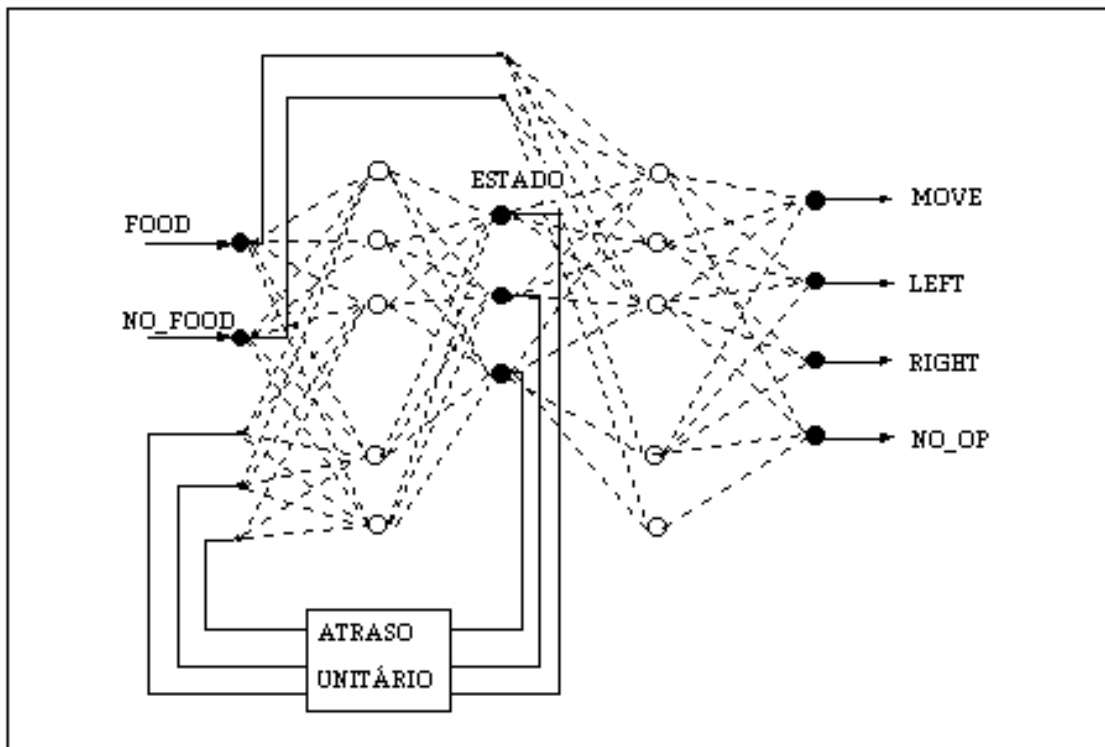 FOOD
NO_FOOD
ESTADO
MOVE
LEFT
RIGHT
NO_OP
ATRASO
UNITÁRIO